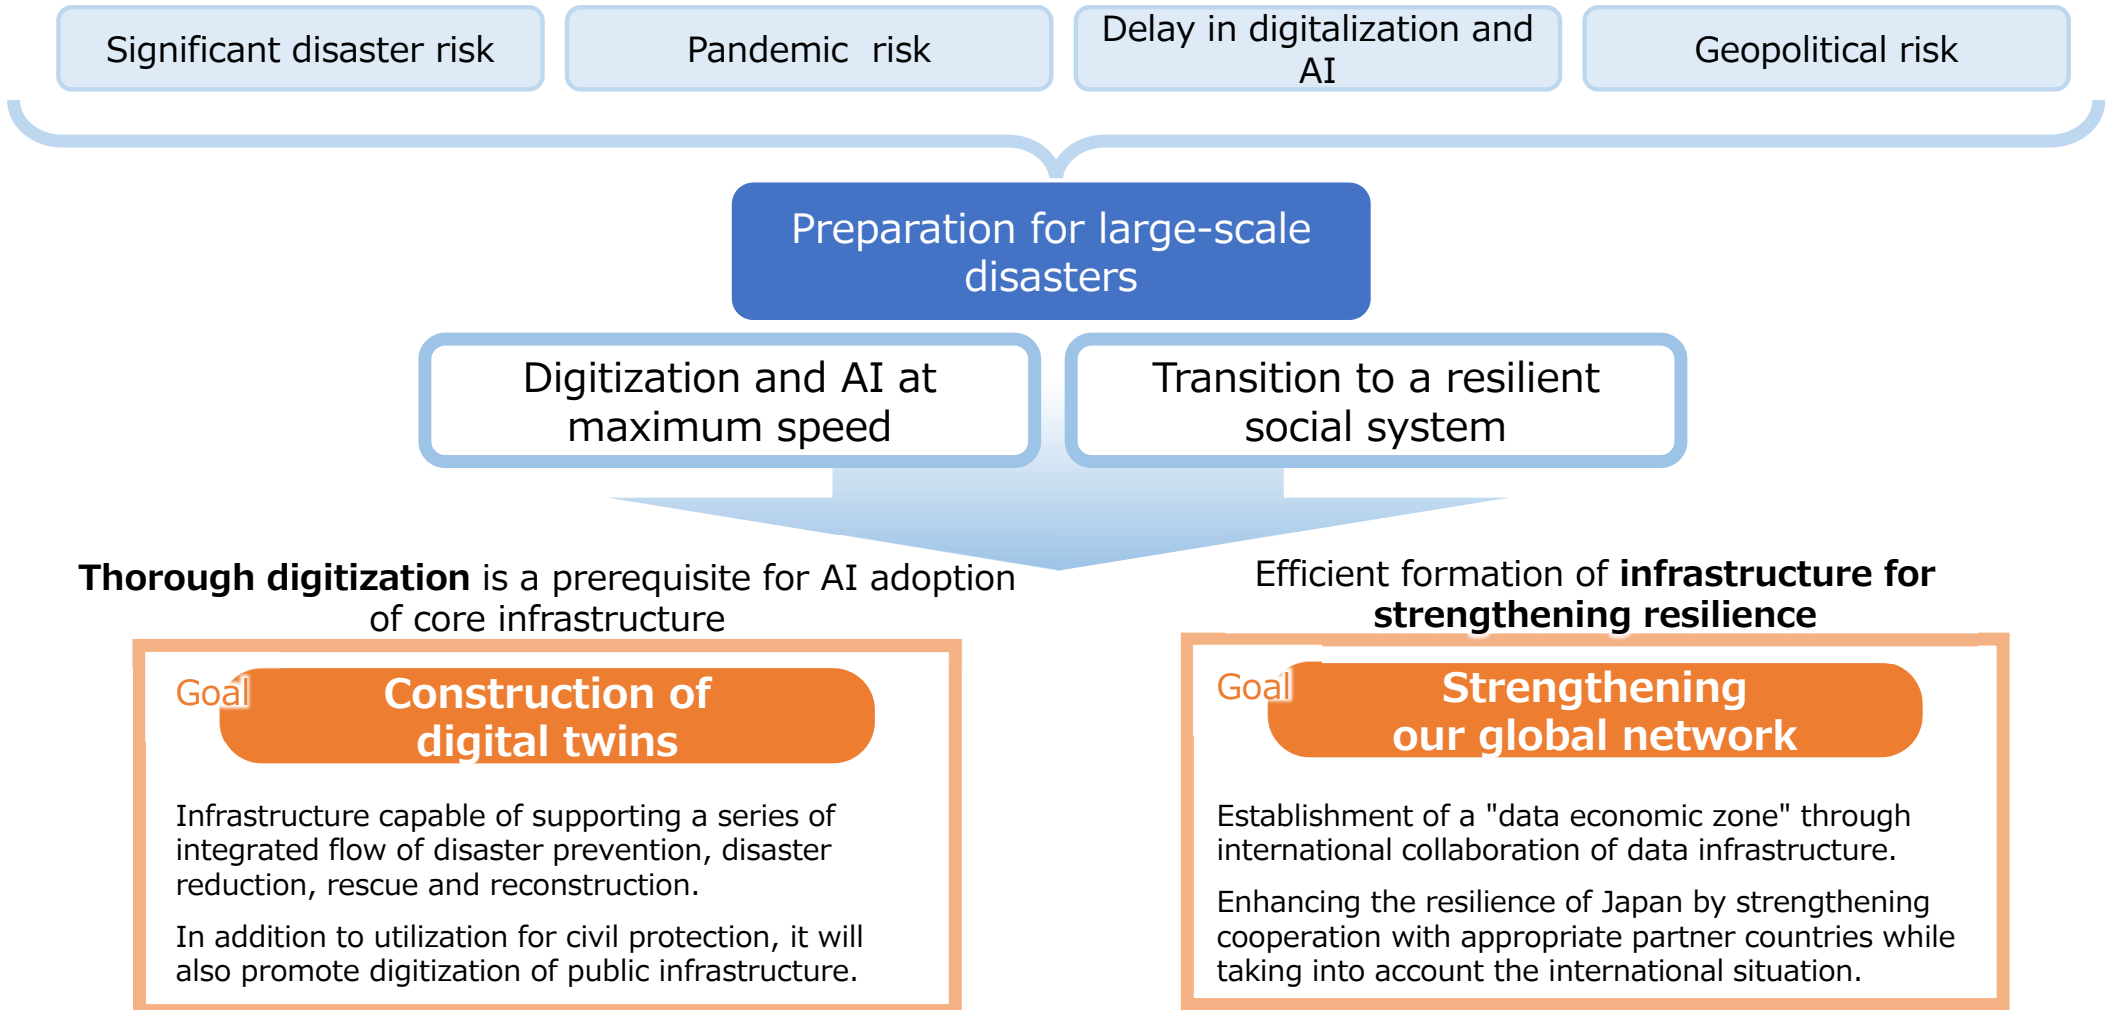 Significant disaster risk
Pandemic risk
Delay in digitalization and
AI
Geopolitical risk
Preparation for large-scale
disasters
Digitization and AI at
maximum speed
Transition to a resilient
social system
Thorough digitization is a prerequisite for AI adoption
of core infrastructure
Efficient formation of infrastructure for
strengthening resilience
Goal
Construction of
digital twins
Infrastructure capable of supporting a series of
integrated flow of disaster prevention, disaster
reduction, rescue and reconstruction.
In addition to utilization for civil protection, it will
also promote digitization of public infrastructure.
Goal
Strengthening
our global network
Establishment of a "data economic zone" through
international collaboration of data infrastructure.
Enhancing the resilience of Japan by strengthening
cooperation with appropriate partner countries while
taking into account the international situation.